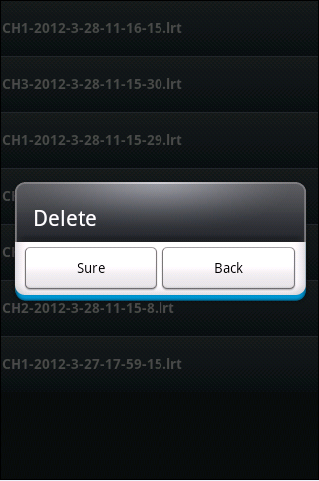 CH1-2012-3-28-11-16-15.lrt
CH3-2012-3-28-11-15-30.lrt
CH1-2012-3-28-11-15-29.lrt
Delete
Sure
Back
CH2-2012-3-28-11-15-8.lrt
CH1-2012-3-27-17-59-15.lrt